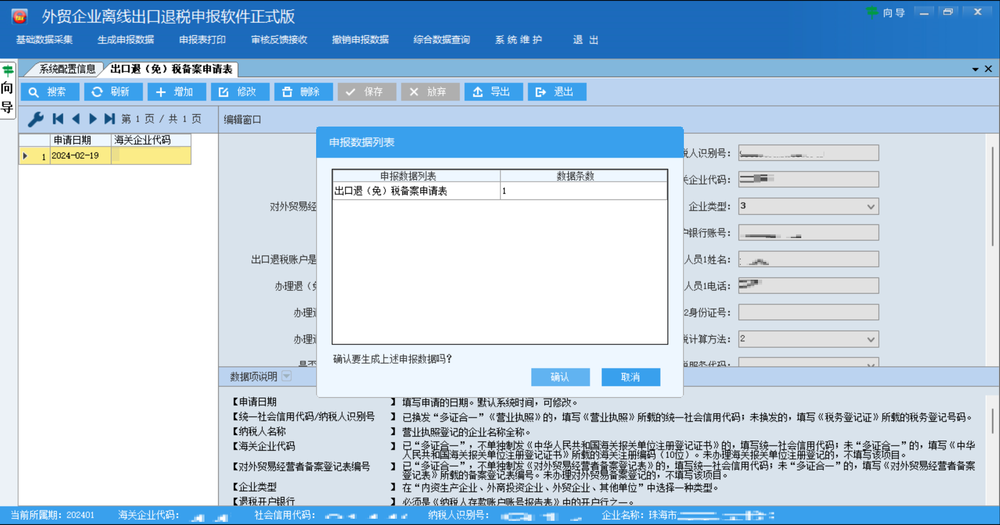 外贸企业离线出口退税申报软件正式版
向导
基础数据采集 生成申报数据 申报表打印 审核反馈接收 撤销申报数据 综合数据查询 系统维护 退出
向导
系统配置信息 出口退（免）税备案申请表
搜索 刷新 增加 修改 删除 保存 放弃 导出 退出
第 1 页 / 共 1 页
编辑窗口
申请日期 海关企业代码
1 2024-02-19
申报数据列表
申报数据列表 数据条数
出口退（免）税备案申请表 1
确认要生成上述申报数据吗？
确认 取消
人识别号：
企业代码：
对外贸易经
企业类型： 3
银行账号：
出口退税账户是
人员1姓名：
办理退（
人员1电话：
办理
2身份证号：
办理
计算方法： 2
数据项说明
【申请日期 】 填写申请的日期。默认系统时间，可修改。
【统一社会信用代码/纳税人识别号 】 已换发“多证合一”《营业执照》的，填写《营业执照》所载的统一社会信用代码；未换发的，填写《税务登记证》所载的税务登记号码。
【纳税人名称 】 营业执照登记的企业名称全称。
【海关企业代码 】 已“多证合一”，不单独制发《中华人民共和国海关报关单位注册登记证书》的，填写统一社会信用代码；未“多证合一”的，填写《中华
人民共和国海关报关单位注册登记证书》所载的海关注册编码（10位）。未办理海关报关单位注册登记的，不填写该项目。
【对外贸易经营者备案登记表编号 】 已“多证合一”，不单独制发《对外贸易经营者备案登记表》的，填写统一社会信用代码；未“多证合一”的，填写《对外贸易经营者备案
登记表》所载的备案登记表编号。未办理对外贸易备案登记的，不填写该项目。
【企业类型 】 在“内资生产企业、外商投资企业、外贸企业、其他单位”中选择一种类型。
【退税开户银行 】 必须是《纳税人存款账户账号报告表》中的开户行之一。
当前所属期：202401 海关企业代码： 社会信用代码： 纳税人识别号： 企业名称：珠海市